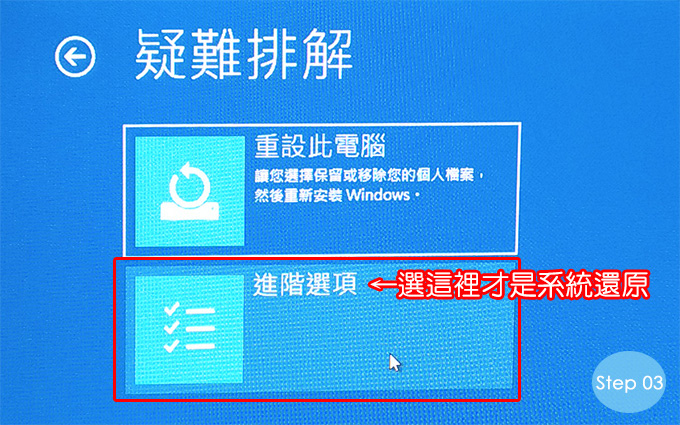 疑難排解
重設此電腦
讓您選擇保留或移除您的個人檔案，
然後重新安裝 Windows。
進階選項
←選這裡才是系統還原
Step 03